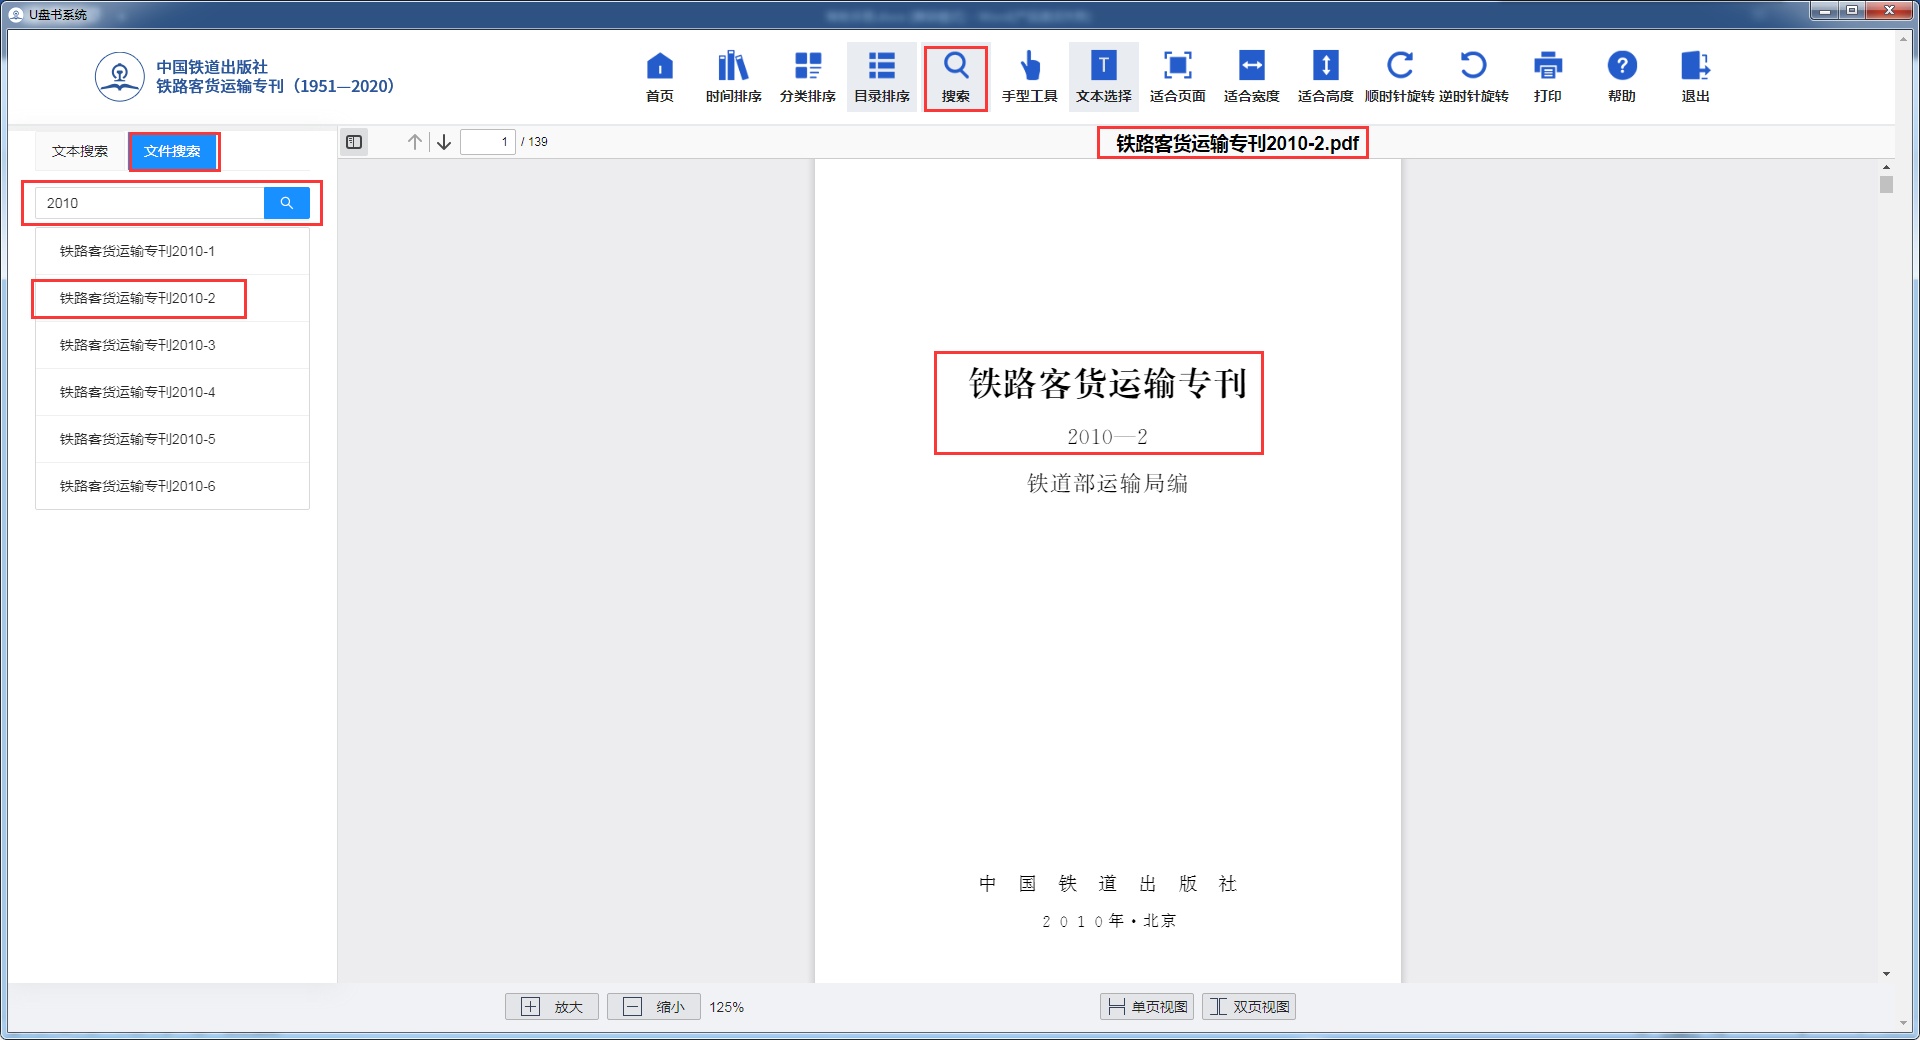 U盘书系统
中国铁道出版社
铁路客货运输专刊（1951—2020）
首页
时间排序
分类排序
目录排序
搜索
手型工具
文本选择
适合页面
适合宽度
适合高度
顺时针旋转
逆时针旋转
打印
帮助
退出
文本搜索
文件搜索
1 / 139
铁路客货运输专刊2010-2.pdf
2010
铁路客货运输专刊2010-1
铁路客货运输专刊2010-2
铁路客货运输专刊2010-3
铁路客货运输专刊2010-4
铁路客货运输专刊2010-5
铁路客货运输专刊2010-6
铁路客货运输专刊
2010—2
铁道部运输局编
中国铁道出版社
2010年·北京
放大
缩小
125%
单页视图
双页视图